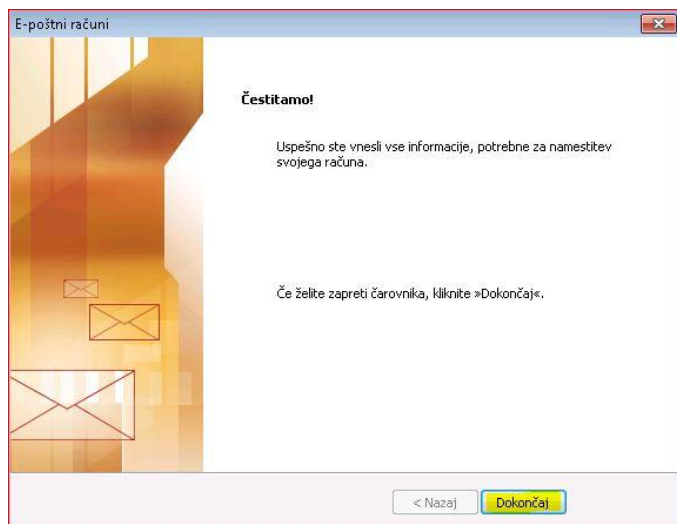 E-poštni računi
Čestitamo!
Uspešno ste vnesli vse informacije, potrebne za namestitev
svojega računa.
Če želite zapreti čarovnika, kliknite »Dokončaj«.
< Nazaj
Dokončaj